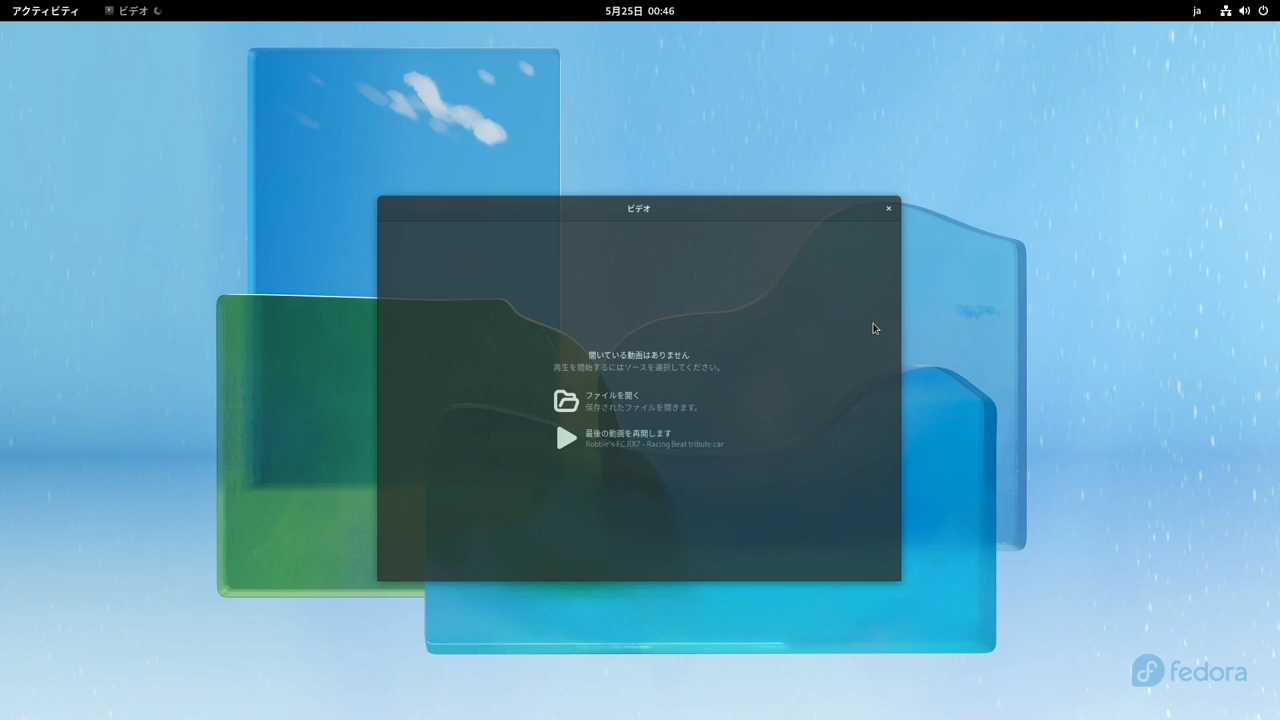 アクティビティ
ビデオ
5月25日 00:46
ja
ビデオ
開いている動画はありません
再生を開始するにはソースを選択してください。
ファイルを開く
保存されたファイルを開きます。
最後の動画を再開します
Robbie's FC RX7 - Racing Beat tribute car
fedora